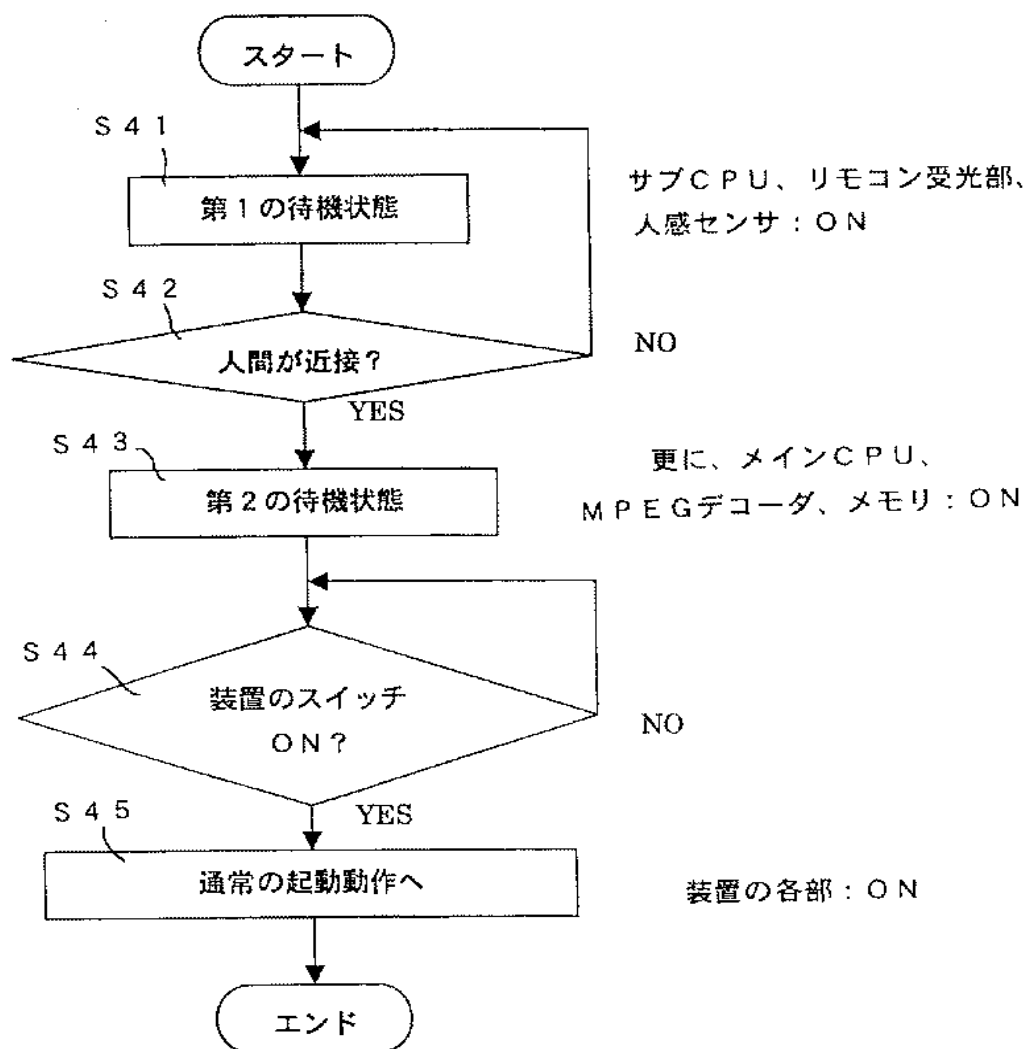 スタート
S41
第1の待機状態
サブCPU、リモコン受光部、
人感センサ:ON
S42
人間が近接?
NO
YES
S43
第2の待機状態
更に、メインCPU、
MPEGデコーダ、メモリ:ON
S44
装置のスイッチ
ON?
NO
YES
S45
通常の起動動作へ
装置の各部:ON
エンド